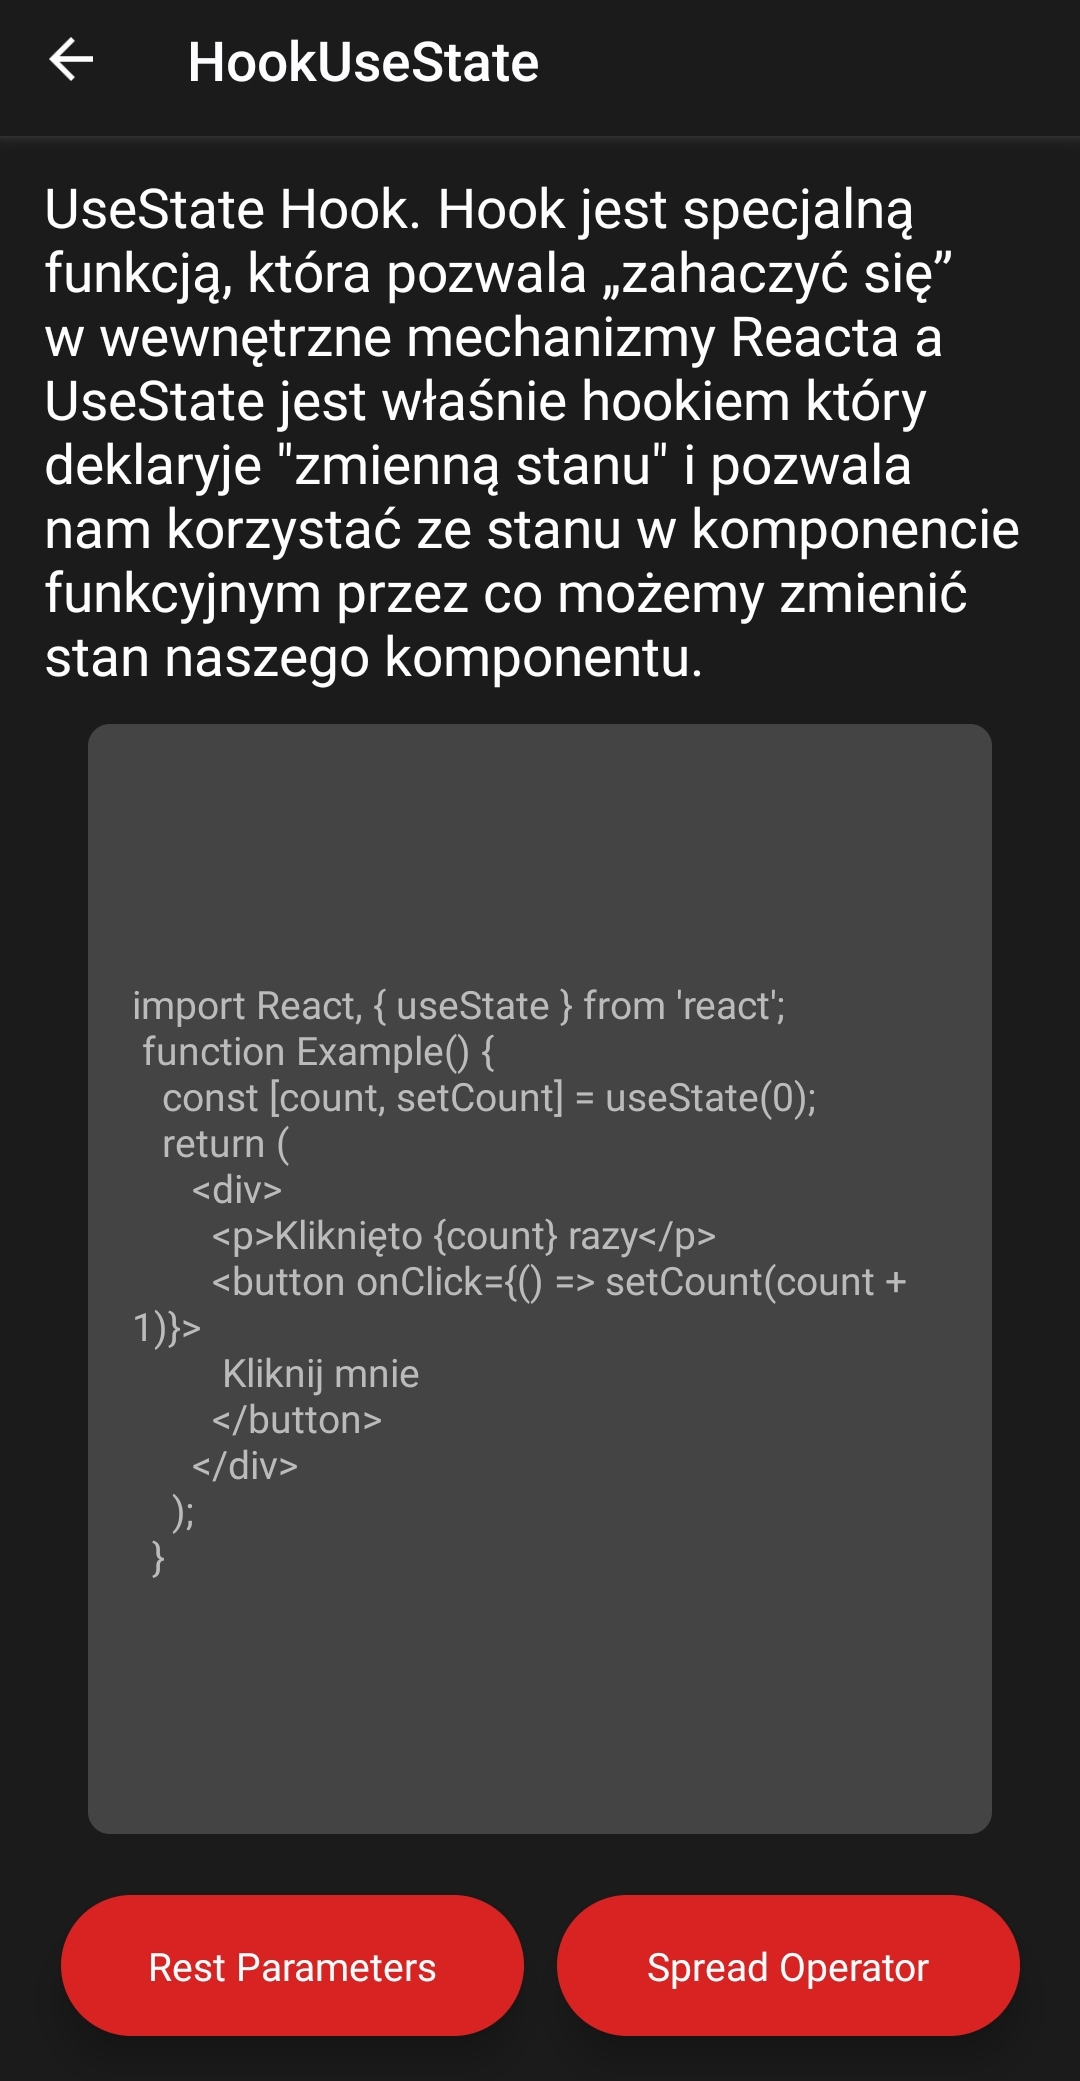 HookUseState
UseState Hook. Hook jest specjalną
funkcją, która pozwala „zahaczyć się”
w wewnętrzne mechanizmy Reacta a
UseState jest właśnie hookiem który
deklaryje "zmienną stanu" i pozwala
nam korzystać ze stanu w komponencie
funkcyjnym przez co możemy zmienić
stan naszego komponentu.
import React, { useState } from 'react';
function Example() {
const [count, setCount] = useState(0);
return (
<div>
<p>Kliknięto {count} razy</p>
<button onClick={() => setCount(count +
1)}>
Kliknij mnie
</button>
</div>
);
}
Rest Parameters
Spread Operator